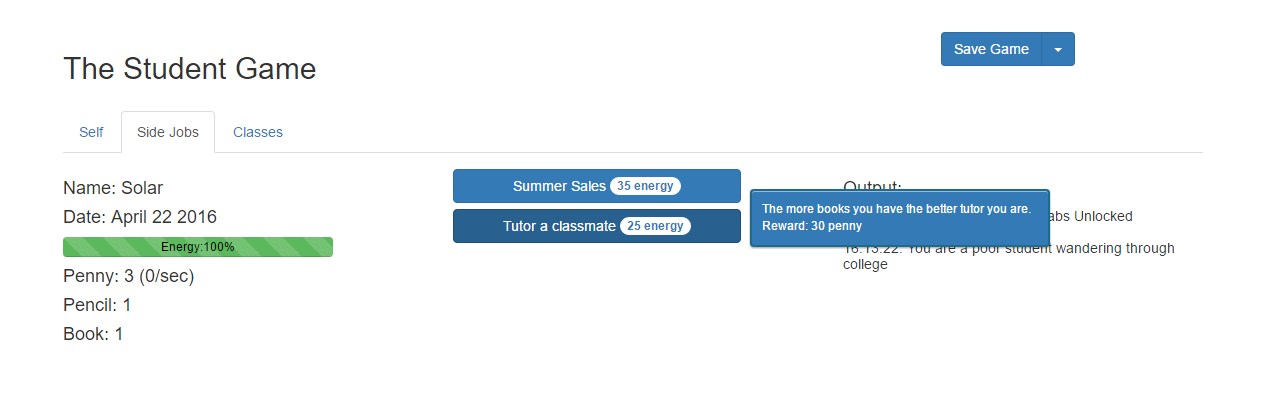 The Student Game
Save Game
Self
Side Jobs
Classes
Name: Solar
Date: April 22 2016
Energy:100%
Penny: 3 (0/sec)
Pencil: 1
Book: 1
Summer Sales 35 energy
Tutor a classmate 25 energy
The more books you have the better tutor you are.
Reward: 30 penny
Output:
abs Unlocked
16:13:22: You are a poor student wandering through
college